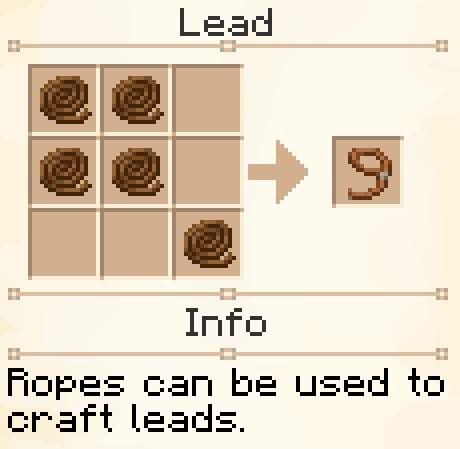 Lead
Info
Ropes can be used to
craft leads.